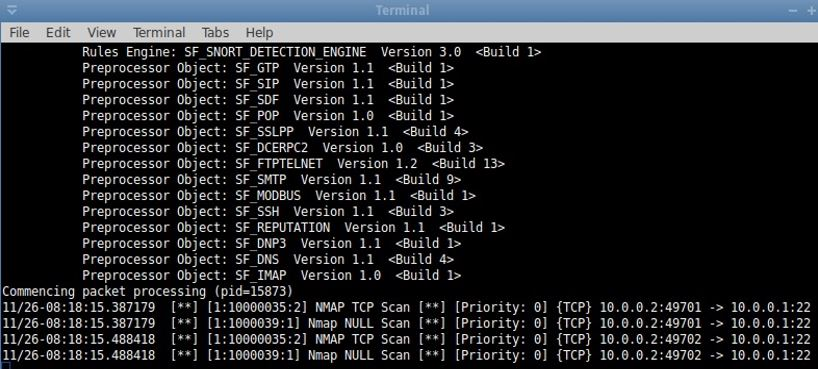 Terminal
File Edit View Terminal Tabs Help
Rules Engine: SF_SNORT_DETECTION_ENGINE Version 3.0 <Build 1>
Preprocessor Object: SF_GTP Version 1.1 <Build 1>
Preprocessor Object: SF_SIP Version 1.1 <Build 1>
Preprocessor Object: SF_SDF Version 1.1 <Build 1>
Preprocessor Object: SF_POP Version 1.0 <Build 1>
Preprocessor Object: SF_SSLPP Version 1.1 <Build 4>
Preprocessor Object: SF_DCERPC2 Version 1.0 <Build 3>
Preprocessor Object: SF_FTPTELNET Version 1.2 <Build 13>
Preprocessor Object: SF_SMTP Version 1.1 <Build 9>
Preprocessor Object: SF_MODBUS Version 1.1 <Build 1>
Preprocessor Object: SF_SSH Version 1.1 <Build 3>
Preprocessor Object: SF_REPUTATION Version 1.1 <Build 1>
Preprocessor Object: SF_DNP3 Version 1.1 <Build 1>
Preprocessor Object: SF_DNS Version 1.1 <Build 4>
Preprocessor Object: SF_IMAP Version 1.0 <Build 1>
Commencing packet processing (pid=15873)
11/26-08:18:15.387179 [**] [1:10000035:2] NMAP TCP Scan [**] [Priority: 0] {TCP} 10.0.0.2:49701 -> 10.0.0.1:22
11/26-08:18:15.387179 [**] [1:1000039:1] Nmap NULL Scan [**] [Priority: 0] {TCP} 10.0.0.2:49701 -> 10.0.0.1:22
11/26-08:18:15.488418 [**] [1:10000035:2] NMAP TCP Scan [**] [Priority: 0] {TCP} 10.0.0.2:49702 -> 10.0.0.1:22
11/26-08:18:15.488418 [**] [1:1000039:1] Nmap NULL Scan [**] [Priority: 0] {TCP} 10.0.0.2:49702 -> 10.0.0.1:22